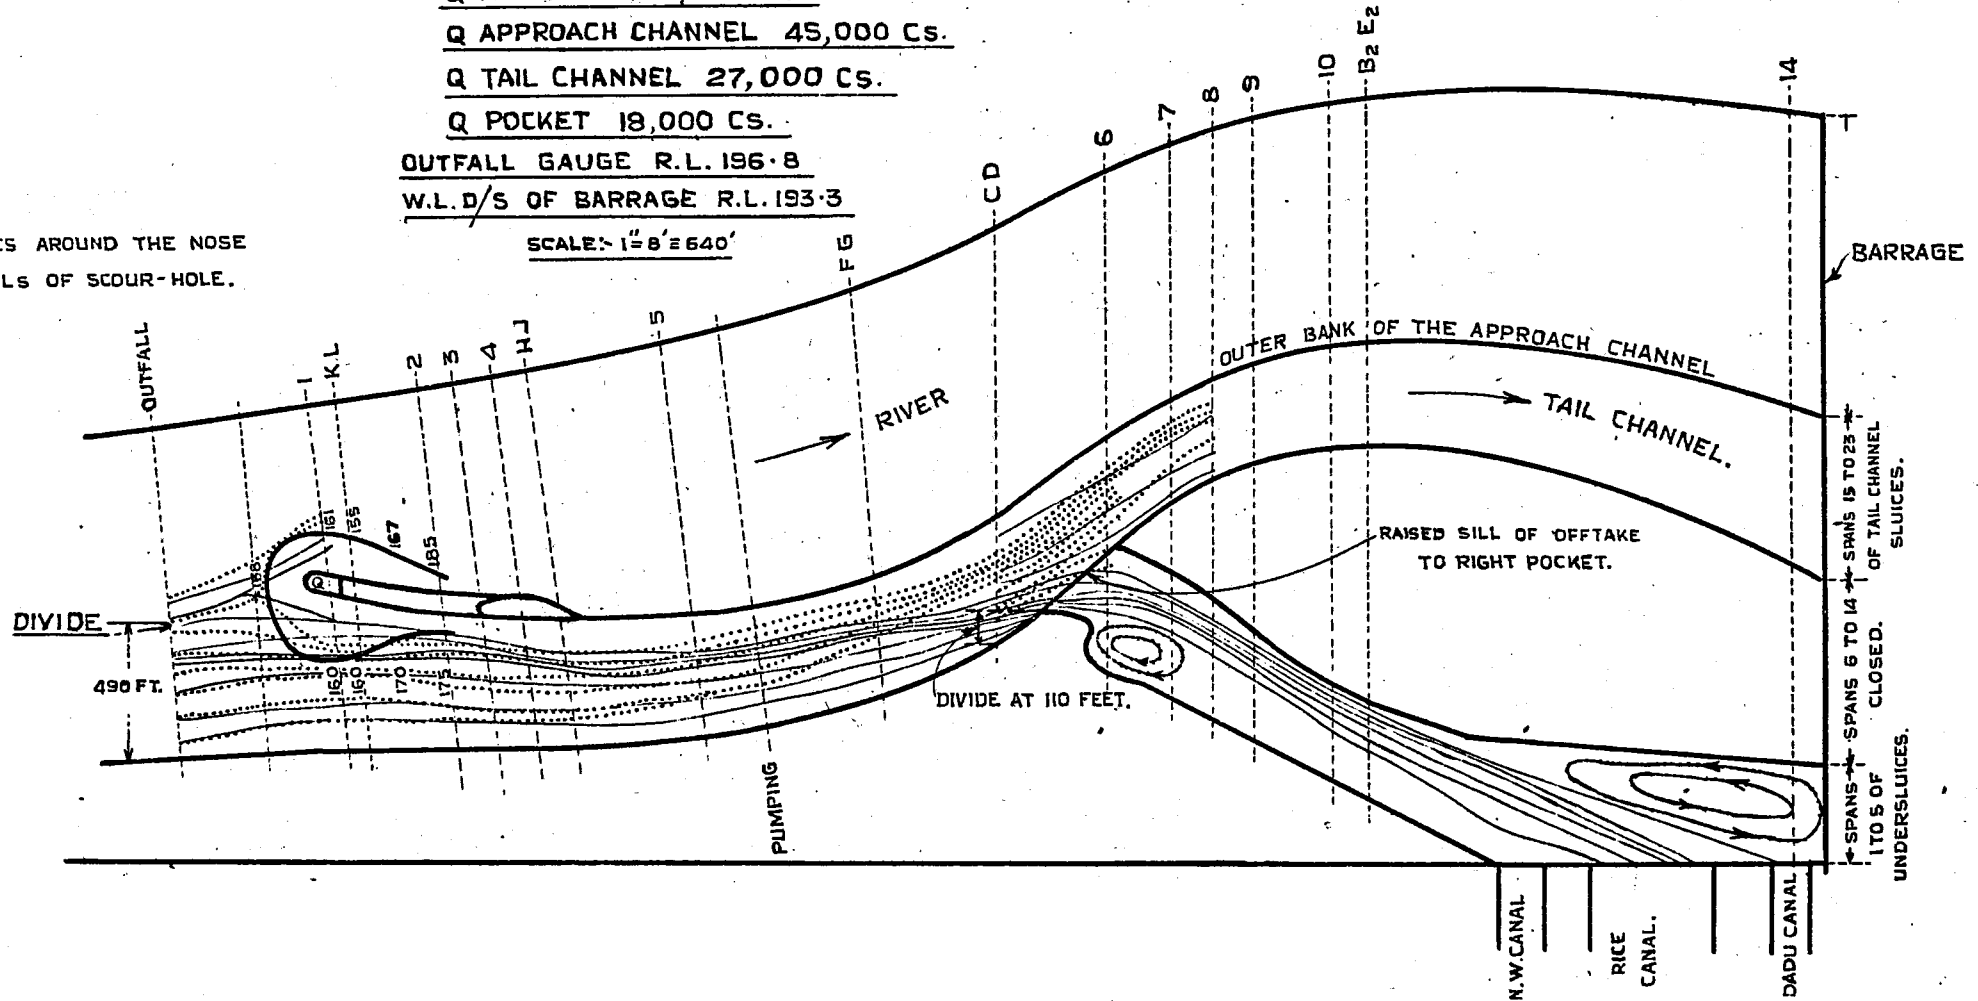 Q APPROACH CHANNEL 45,000 Cs.
Q TAIL CHANNEL 27,000 Cs.
Q POCKET 18,000 Cs.
OUTFALL GAUGE R.L. 196·8
W.L. D/S OF BARRAGE R.L. 193·3
SCALE:- 1"=8'≡640'
AROUND THE NOSE
OF SCOUR-HOLE.
OUTFALL
1
K.L
2
3
4
HJ
5
FG
CD
6
7
8
9
10
B2 E2
14
BARRAGE
OUTER BANK OF THE APPROACH CHANNEL
RIVER
TAIL CHANNEL.
RAISED SILL OF OFFTAKE
TO RIGHT POCKET.
161
155
167
185
168
Q
DIVIDE
490 FT.
160
160
170
175
DIVIDE AT 110 FEET.
PUMPING
SPANS 15 TO 23
OF TAIL CHANNEL
SLUICES.
SPANS 6 TO 14
CLOSED.
SPANS
1 TO 5 OF
UNDERSLUICES.
N.W. CANAL
RICE
CANAL.
DADU CANAL